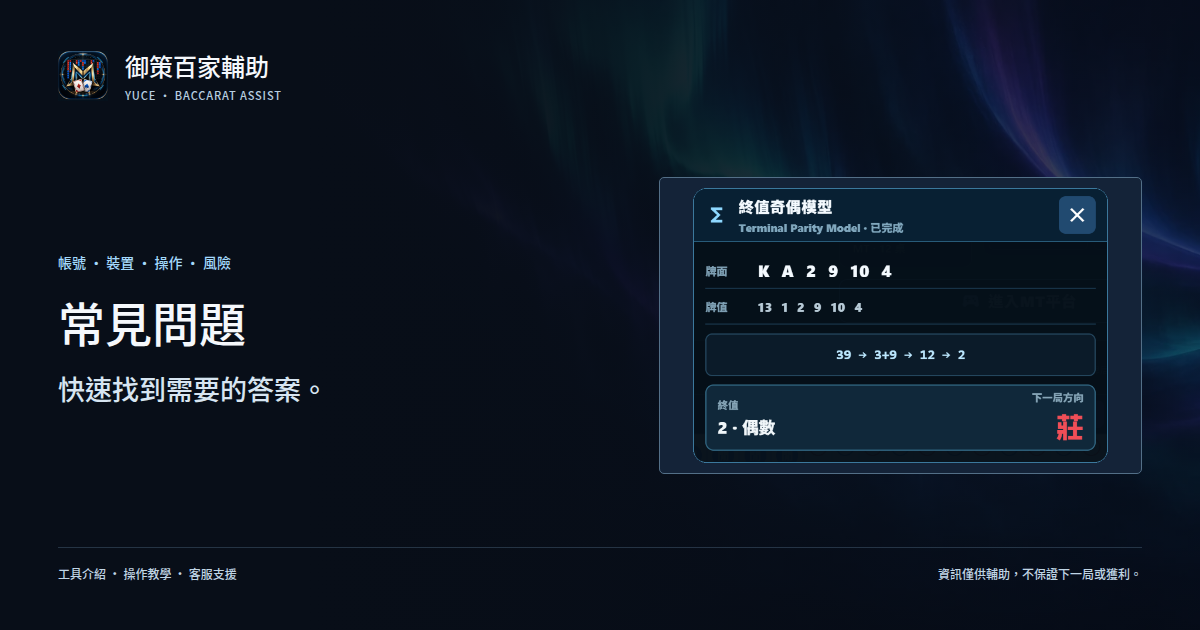 御策百家輔助
YUCE · BACCARAT ASSIST
帳號 · 裝置 · 操作 · 風險
常見問題
快速找到需要的答案。
Σ 終值奇偶模型
Terminal Parity Model · 已完成
牌面 K A 2 9 10 4
牌值 13 1 2 9 10 4
39 → 3+9 → 12 → 2
終值
2 · 偶數
下一局方向
莊
工具介紹 · 操作教學 · 客服支援
資訊僅供輔助，不保證下一局或獲利。